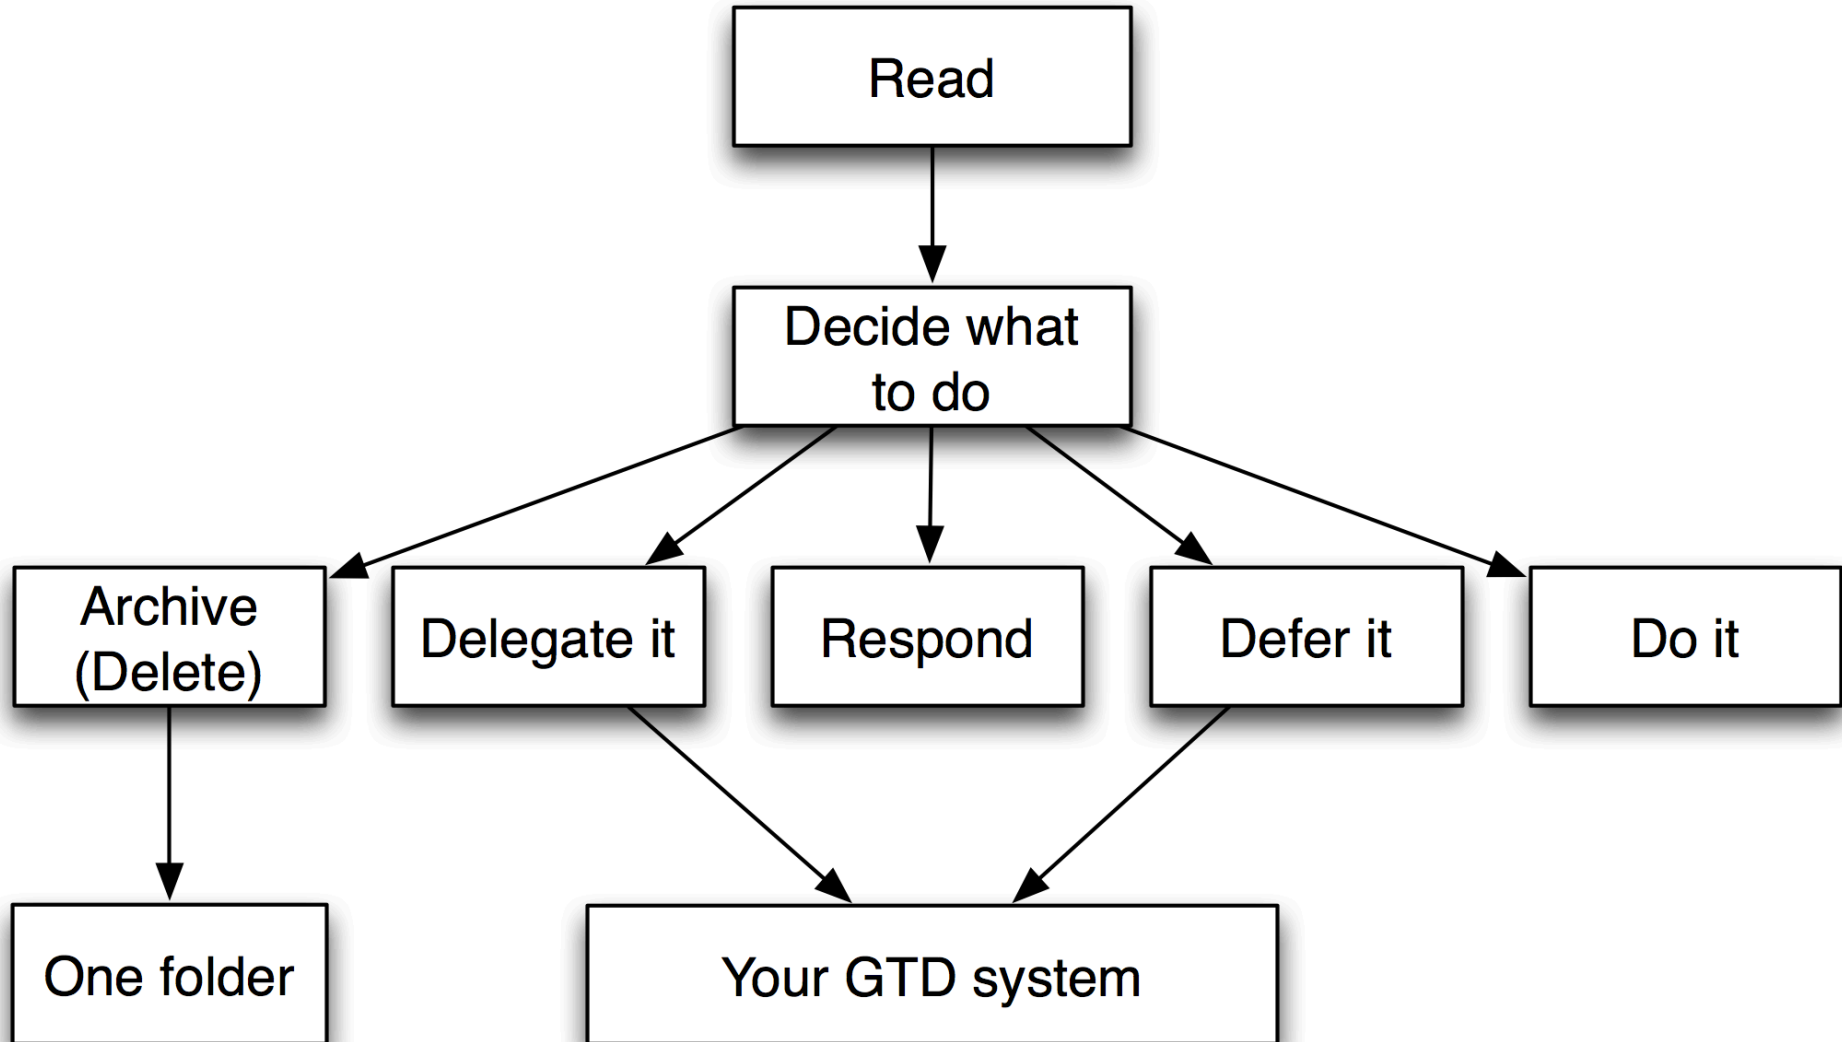 Read
Decide what
to do
Archive
(Delete)
Delegate it
Respond
Defer it
Do it
One folder
Your GTD system